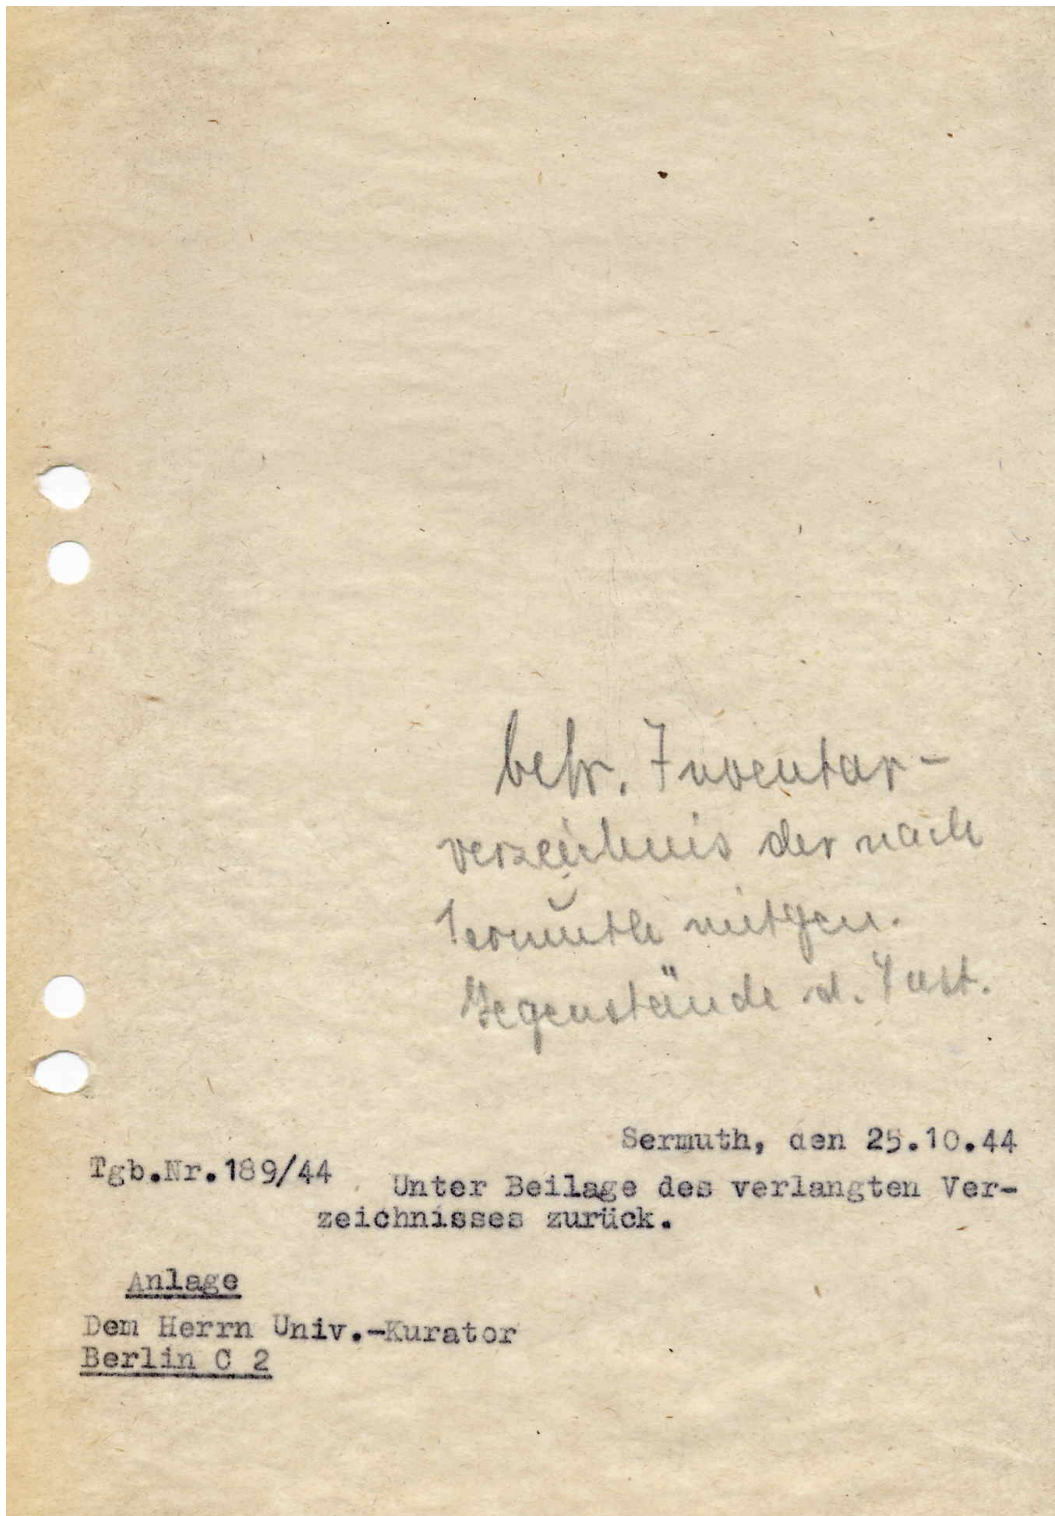 betr. Inventar-
verzeichnis der nach
Sermuth mitgen.
Gegenstände d. Inst.
Sermuth, den 25.10.44
Tgb.Nr.189/44
Unter Beilage des verlangten Ver-
zeichnisses zurück.
Anlage
Dem Herrn Univ.-Kurator
Berlin C 2